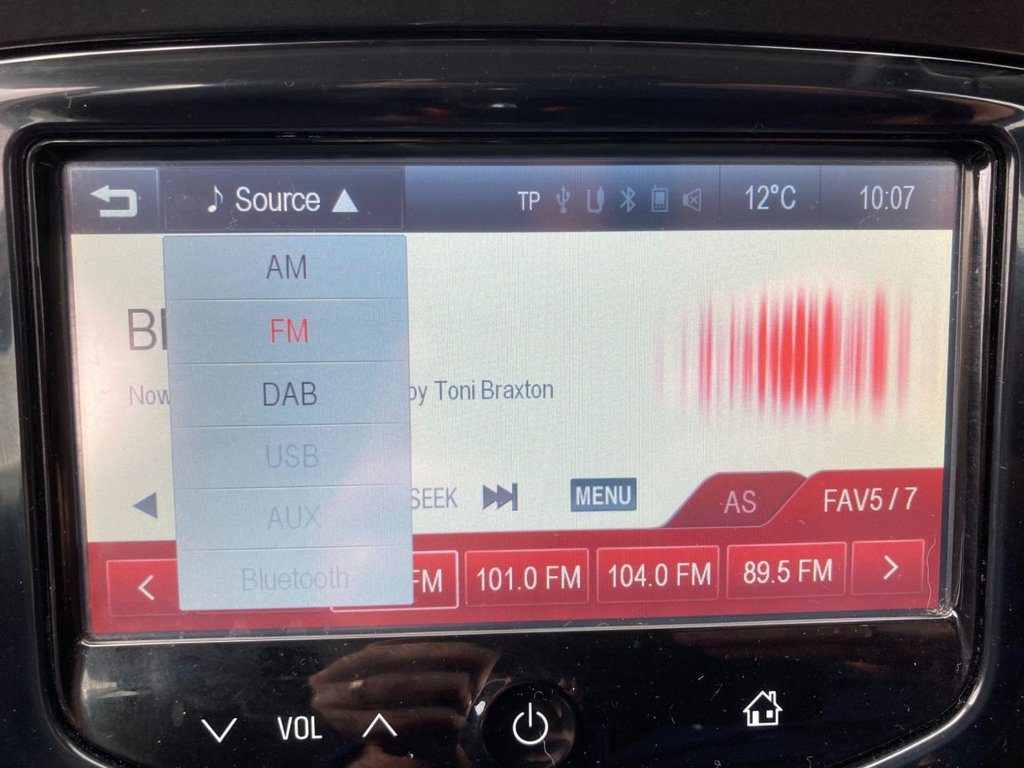 Source TP 12°C 10:07
AM
FM
DAB
USB
AUX
Bluetooth
Now by Toni Braxton
SEEK MENU AS FAV5 / 7
FM 101.0 FM 104.0 FM 89.5 FM
VOL